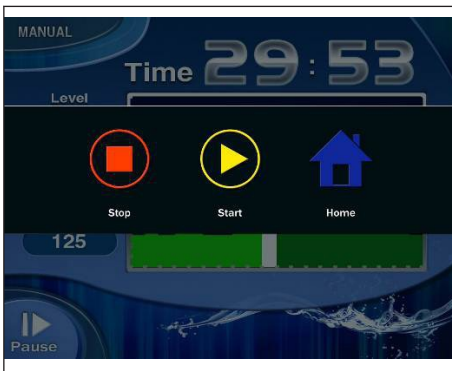 MANUAL
Time 29:53
Level
Stop Start Home
125
Pause